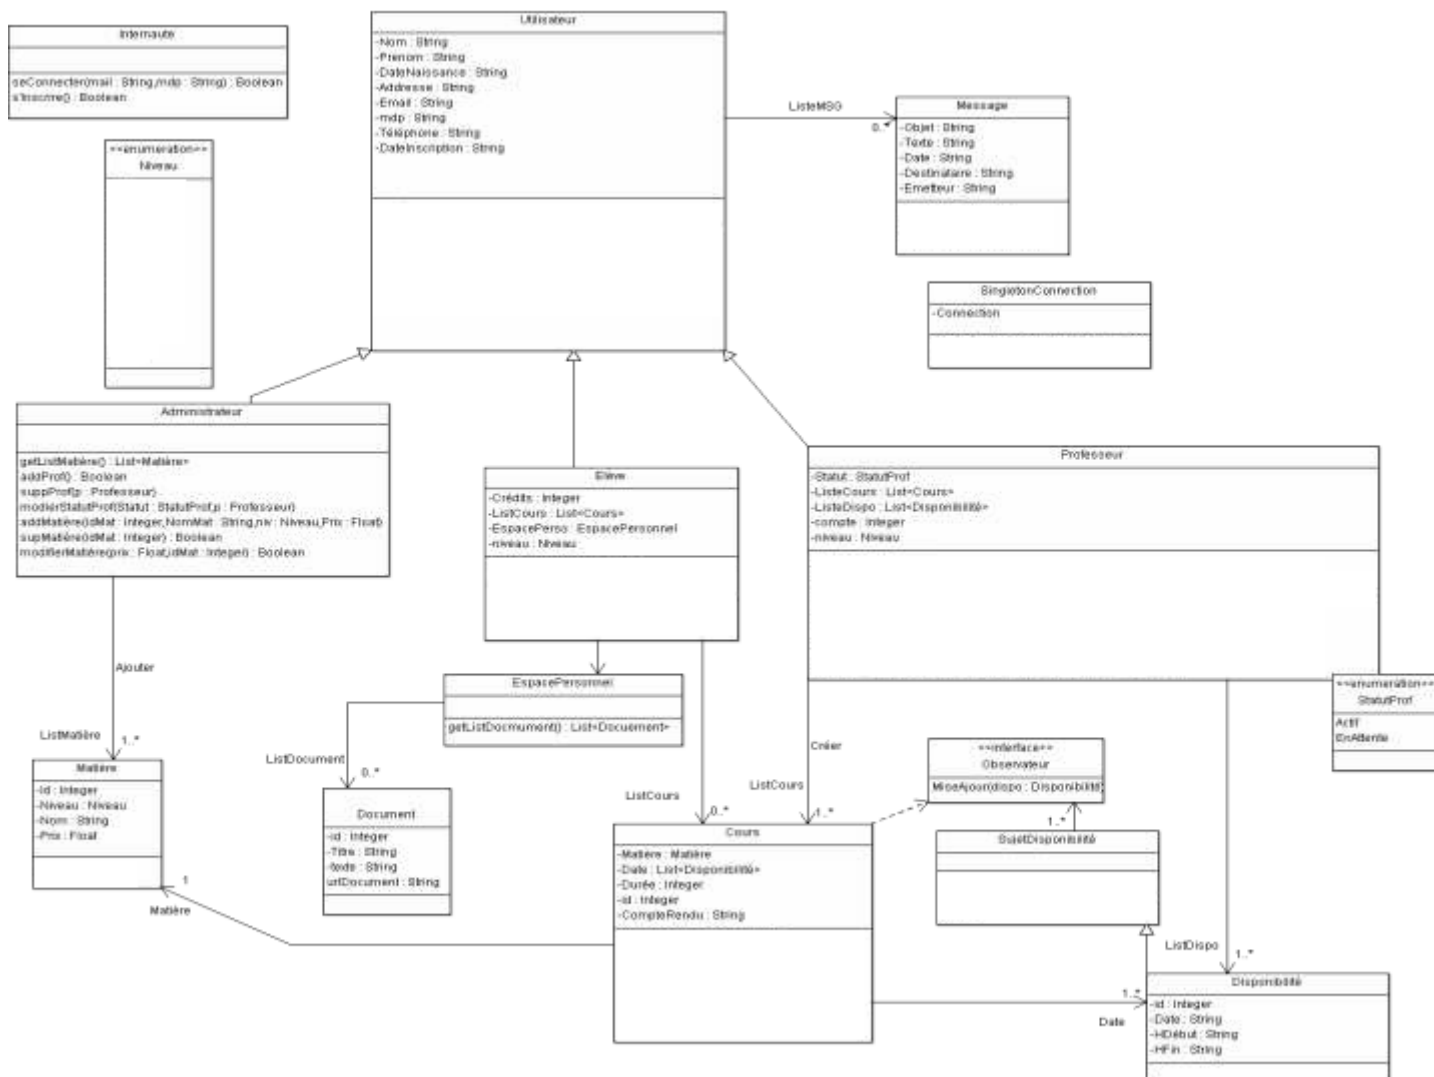 Internaute
seConnecter(mail : String,mdp : String) : Boolean
s'inscrire() : Boolean
<<enumeration>>
Niveau
Utilisateur
-Nom : String
-Prenom : String
-DateNaissance : String
-Addresse : String
-Email : String
-mdp : String
-Téléphone : String
-DateInscription : String
ListeMSG
0..*
Message
-Objet : String
-Texte : String
-Date : String
-Destinataire : String
-Emetteur : String
SingletonConnection
-Connection
Administrateur
getListMatière() : List<Matière>
addProf() : Boolean
suppProf(p : Professeur)
modierStatutProf(Statut : StatutProf,p : Professeur)
addMatière(idMat : Integer,NomMat : String,niv : Niveau,Prix : Float)
supMatière(idMat : Integer) : Boolean
modifierMatière(prix : Float,idMat : Integer) : Boolean
Elève
-Crédits : Integer
-ListCours : List<Cours>
-EspacePerso : EspacePersonnel
-niveau : Niveau
Professeur
-Statut : StatutProf
-ListeCours : List<Cours>
-ListeDispo : List<Disponibilité>
-compte : Integer
-niveau : Niveau
<<enumeration>>
StatutProf
Actif
EnAttente
Ajouter
ListMatière
1..*
EspacePersonnel
getListDocmument() : List<Docuement>
ListDocument
0..*
ListCours
0..*
Créer
ListCours
1..*
<<interface>>
Observateur
MiseAjour(dispo : Disponibilité)
1..*
SujetDisponibilité
Matière
-Id : Integer
-Niveau : Niveau
-Nom : String
-Prix : Float
Document
-id : Integer
-Titre : String
-texte : String
urlDocument : String
Cours
-Matière : Matière
-Date : List<Disponibilité>
-Durée : Integer
-id : Integer
-CompteRendu : String
1
Matière
ListDispo
1..*
1..*
Date
Disponibilité
-id : Integer
-Date : String
-HDébut : String
-HFin : String